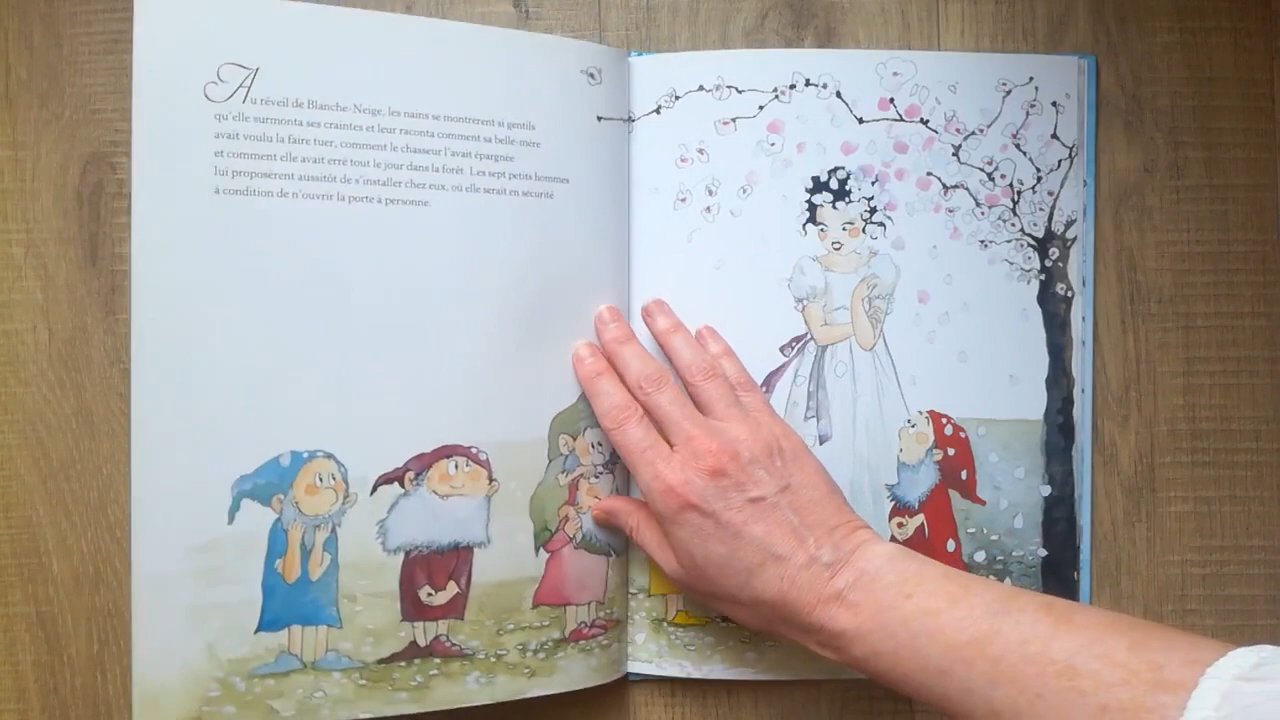 Au réveil de Blanche-Neige, les nains se montrèrent si gentils
qu'elle surmonta ses craintes et leur raconta comment sa belle-mère
avait voulu la faire tuer, comment le chasseur l'avait épargnée
et comment elle avait erré tout le jour dans la forêt. Les sept petits hommes
lui proposèrent aussitôt de s'installer chez eux, où elle serait en sécurité
à condition de n'ouvrir la porte à personne.